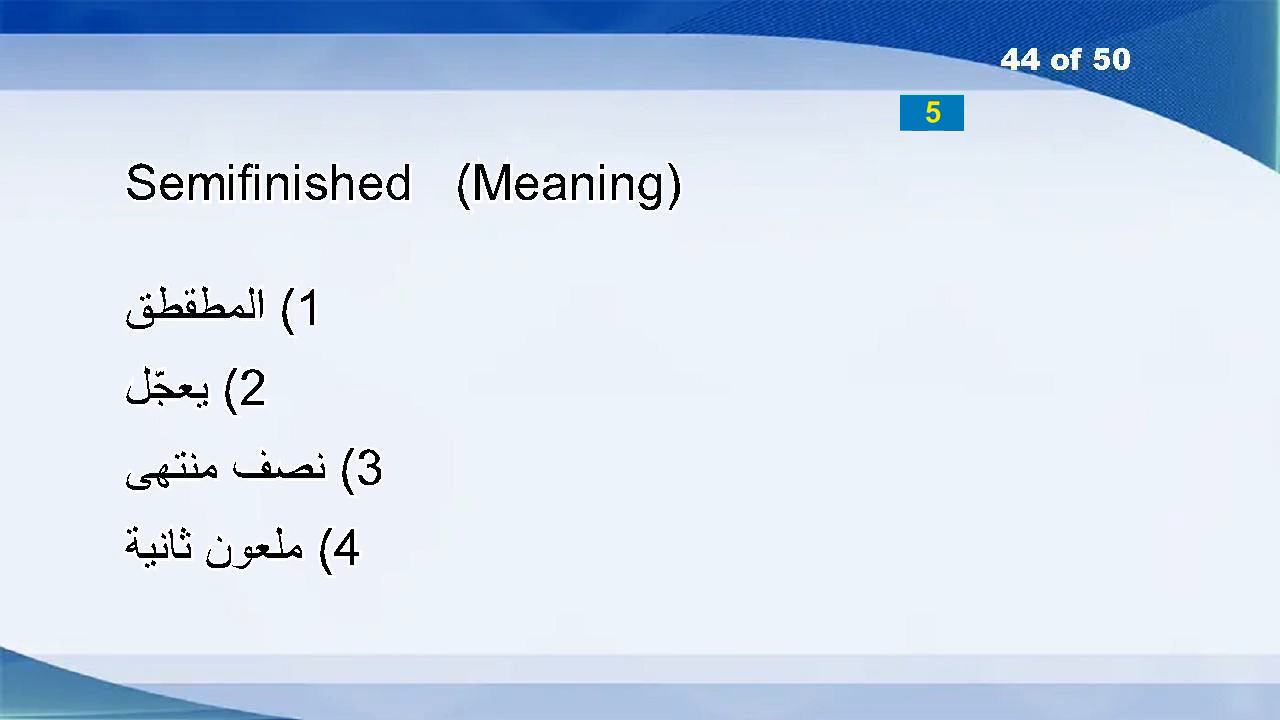 44 of 50
5
Semifinished (Meaning)
1) المطقطق
2) يعجّل
3) نصف منتهى
4) ملعون ثانية